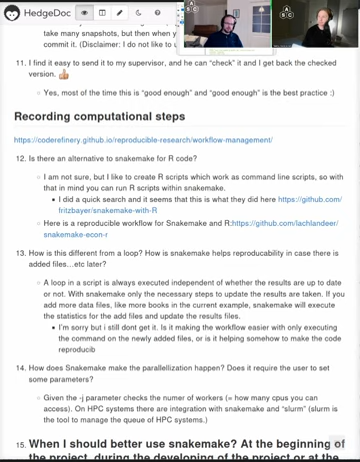 HedgeDoc
take many snapshots, but then when y
commit it. (Disclaimer: I do not like to u
11. I find it easy to send it to my supervisor, and he can “check” it and I get back the checked
version. 👍
Yes, most of the time this is “good enough” and “good enough” is the best practice :)
Recording computational steps
https://coderefinery.github.io/reproducible-research/workflow-management/
12. Is there an alternative to snakemake for R code?
I am not sure, but I like to create R scripts which work as command line scripts, so with
that in mind you can run R scripts within snakemake.
I did a quick search and it seems that this is way they did here https://github.com/
fritzbayer/snakemake-with-R
Here is a reproducible workflow for Snakemake and R:https://github.com/lachlandeer/
snakemake-econ-r
13. How is this different from a loop? How is snakemake helps reproducability in case there is
added files…etc later?
A loop in a script is always executed independent of whether the results are up to date
or not. With snakemake only the necessary steps to update the results are taken. If you
add more data files, like more books in the current example, snakemake will execute
the statistics for the add files and update the results files.
I’m sorry but i still dont get it. Is it making the workflow easier with only executing
the command on the newly added files, or is it helping somehow to make the code
reproducib
14. How does Snakemake make the parallelization happen? Does it require the user to set
some parameters?
Given the -j parameter checks the numer of workers (= how many cpus you can
access). On HPC systems there are integration with snakemake and “slurm” (slurm is
the tool to manage the queue of HPC systems.)
15. When I should better use snakemake? At the beginning of
the project, during the developing of the project or at the